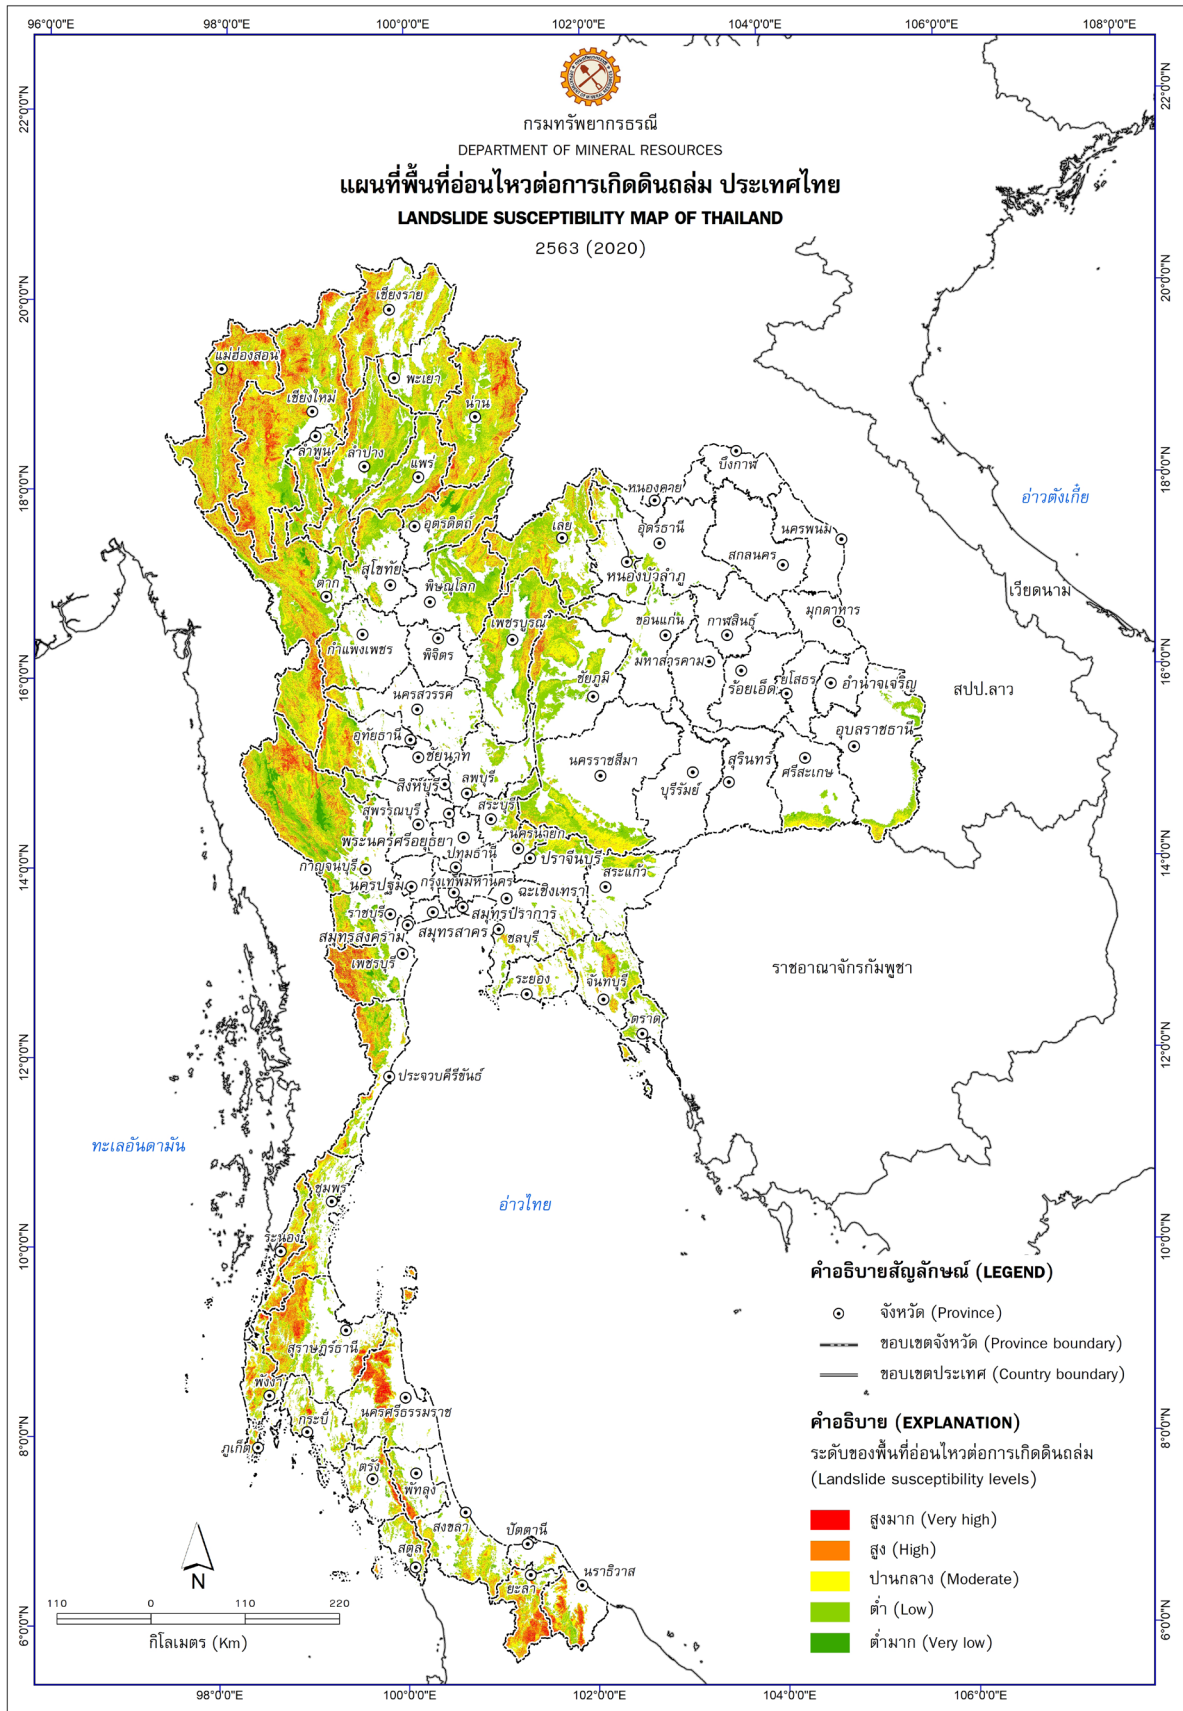 96°0'0"E 98°0'0"E 100°0'0"E 102°0'0"E 104°0'0"E 106°0'0"E 108°0'0"E
กรมทรัพยากรธรณี
DEPARTMENT OF MINERAL RESOURCES
แผนที่พื้นที่อ่อนไหวต่อการเกิดดินถล่ม ประเทศไทย
LANDSLIDE SUSCEPTIBILITY MAP OF THAILAND
2563 (2020)
22°0'0"N 22°0'0"N
20°0'0"N 20°0'0"N
18°0'0"N 18°0'0"N
16°0'0"N 16°0'0"N
14°0'0"N 14°0'0"N
12°0'0"N 12°0'0"N
10°0'0"N 10°0'0"N
8°0'0"N 8°0'0"N
6°0'0"N 6°0'0"N
เชียงราย
แม่ฮ่องสอน
พะเยา
เชียงใหม่
น่าน
ลำพูน
ลำปาง
แพร่
บึงกาฬ
หนองคาย
อ่าวตังเกี๋ย
อุตรดิตถ์
เลย
อุดรธานี
นครพนม
สกลนคร
สุโขทัย
ตาก
พิษณุโลก
หนองบัวลำภู
เวียดนาม
มุกดาหาร
เพชรบูรณ์
ขอนแก่น
กาฬสินธุ์
กำแพงเพชร
พิจิตร
มหาสารคาม
ชัยภูมิ
ร้อยเอ็ด
ยโสธร
อำนาจเจริญ
สปป.ลาว
นครสวรรค์
อุทัยธานี
อุบลราชธานี
ชัยนาท
นครราชสีมา
สุรินทร์
ศรีสะเกษ
บุรีรัมย์
สิงห์บุรี
ลพบุรี
สุพรรณบุรี
สระบุรี
นครนายก
พระนครศรีอยุธยา
ปทุมธานี
ปราจีนบุรี
กาญจนบุรี
สระแก้ว
นครปฐม
กรุงเทพมหานคร
ฉะเชิงเทรา
ราชบุรี
สมุทรปราการ
สมุทรสงคราม
สมุทรสาคร
ชลบุรี
เพชรบุรี
ระยอง
จันทบุรี
ราชอาณาจักรกัมพูชา
ตราด
ประจวบคีรีขันธ์
ทะเลอันดามัน
ชุมพร
อ่าวไทย
ระนอง
สุราษฎร์ธานี
พังงา
กระบี่
นครศรีธรรมราช
ภูเก็ต
ตรัง
พัทลุง
สงขลา
ปัตตานี
สตูล
ยะลา
นราธิวาส
คำอธิบายสัญลักษณ์ (LEGEND)
จังหวัด (Province)
ขอบเขตจังหวัด (Province boundary)
ขอบเขตประเทศ (Country boundary)
คำอธิบาย (EXPLANATION)
ระดับของพื้นที่อ่อนไหวต่อการเกิดดินถล่ม
(Landslide susceptibility levels)
สูงมาก (Very high)
สูง (High)
ปานกลาง (Moderate)
ต่ำ (Low)
ต่ำมาก (Very low)
N
110 0 110 220
กิโลเมตร (Km)
98°0'0"E 100°0'0"E 102°0'0"E 104°0'0"E 106°0'0"E